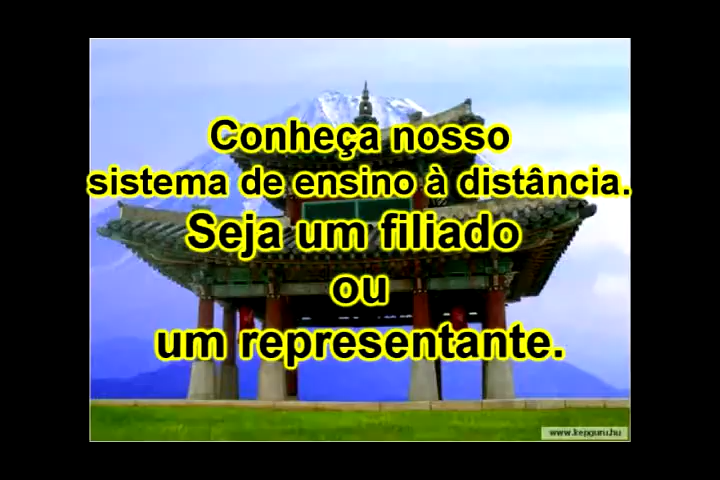 Conheça nosso
sistema de ensino à distância.
Seja um filiado
ou
um representante.
www.kepguru.hu